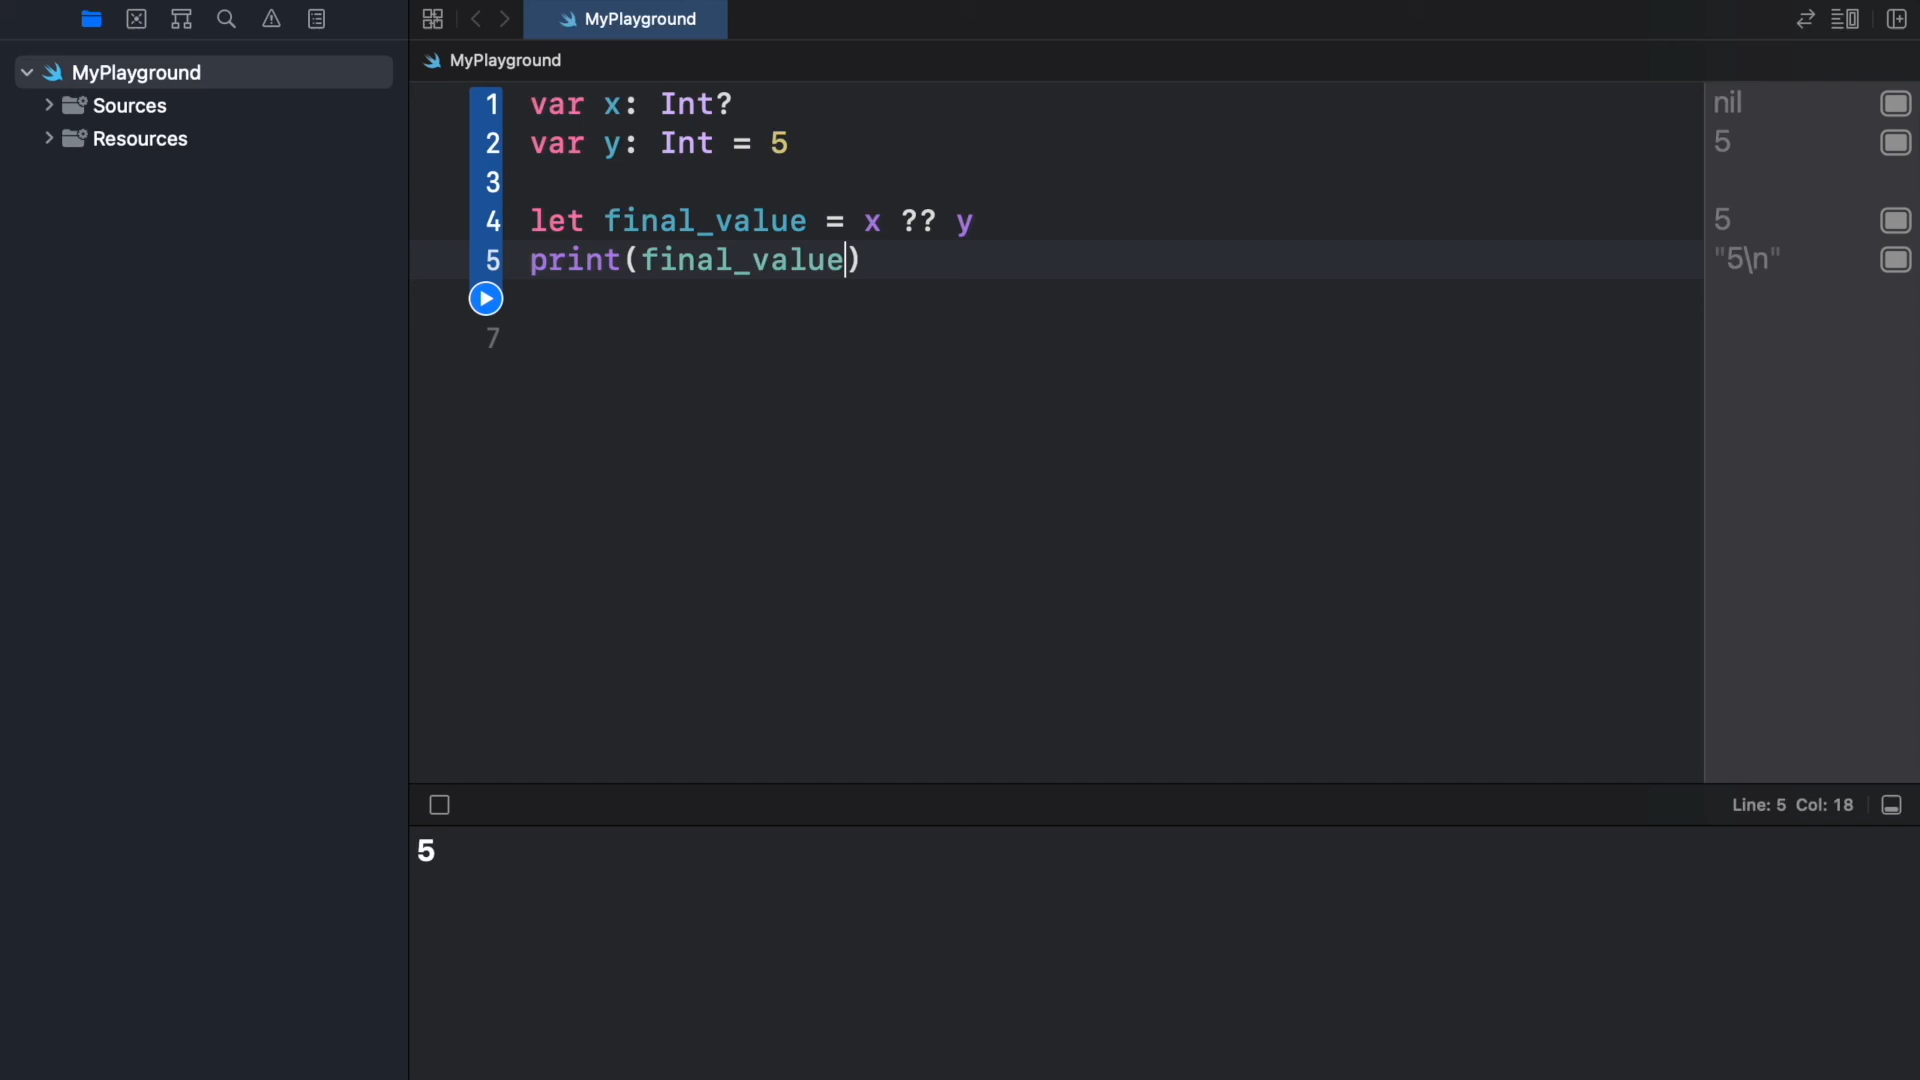 MyPlayground
MyPlayground
Sources
Resources
MyPlayground
1 var x: Int?
2 var y: Int = 5
3
4 let final_value = x ?? y
5 print(final_value)
7
nil
5
5
"5\n"
Line: 5 Col: 18
5